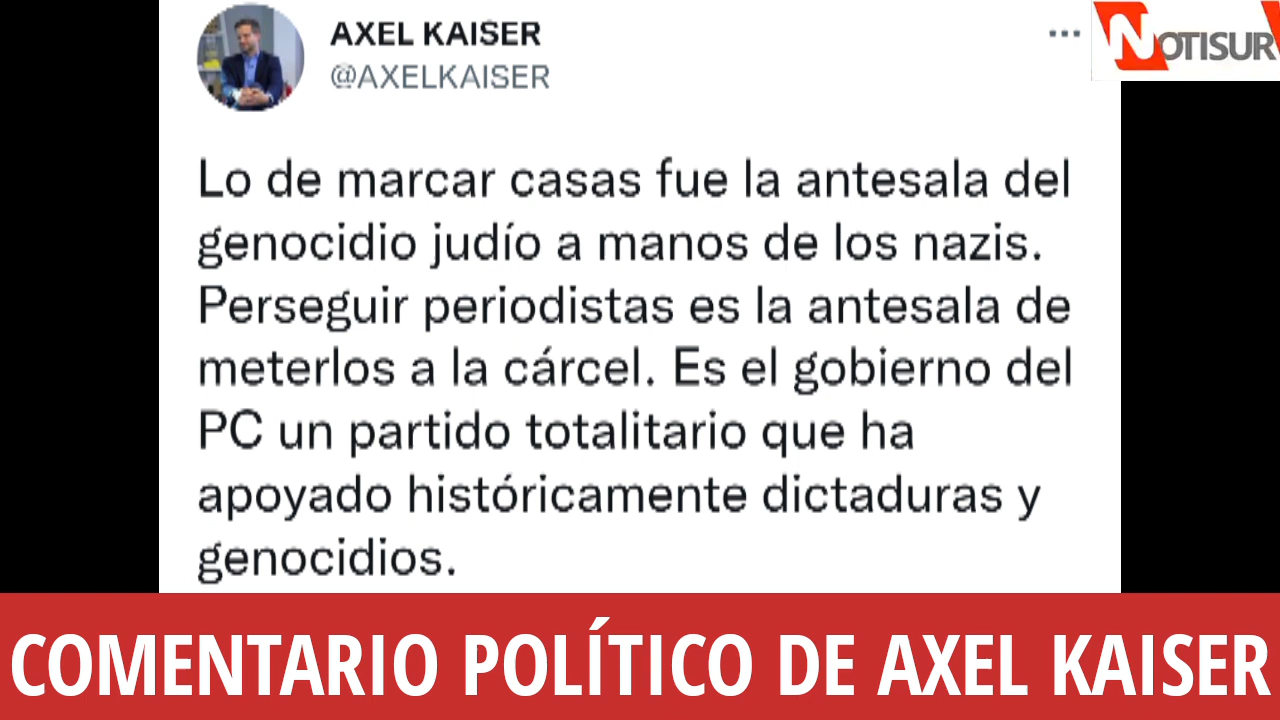 AXEL KAISER
@AXELKAISER
NOTISUR
Lo de marcar casas fue la antesala del
genocidio judío a manos de los nazis.
Perseguir periodistas es la antesala de
meterlos a la cárcel. Es el gobierno del
PC un partido totalitario que ha
apoyado históricamente dictaduras y
genocidios.
COMENTARIO POLÍTICO DE AXEL KAISER